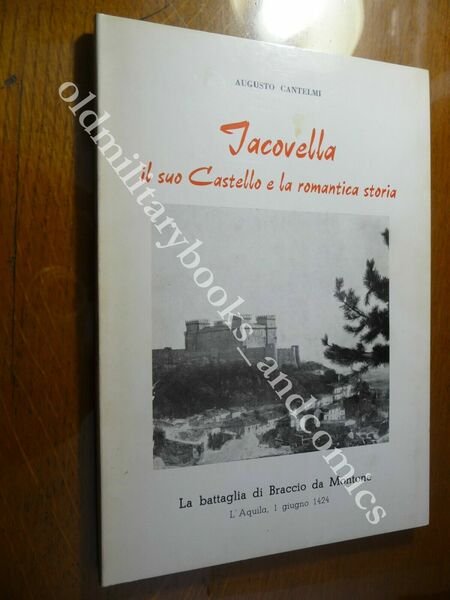 AUGUSTO CANTELMI
Jacovella
il suo Castello e la romantica storia
La battaglia di Braccio da Montone
L'Aquila, 1 giugno 1424
oldmilitarybooks_andcomics